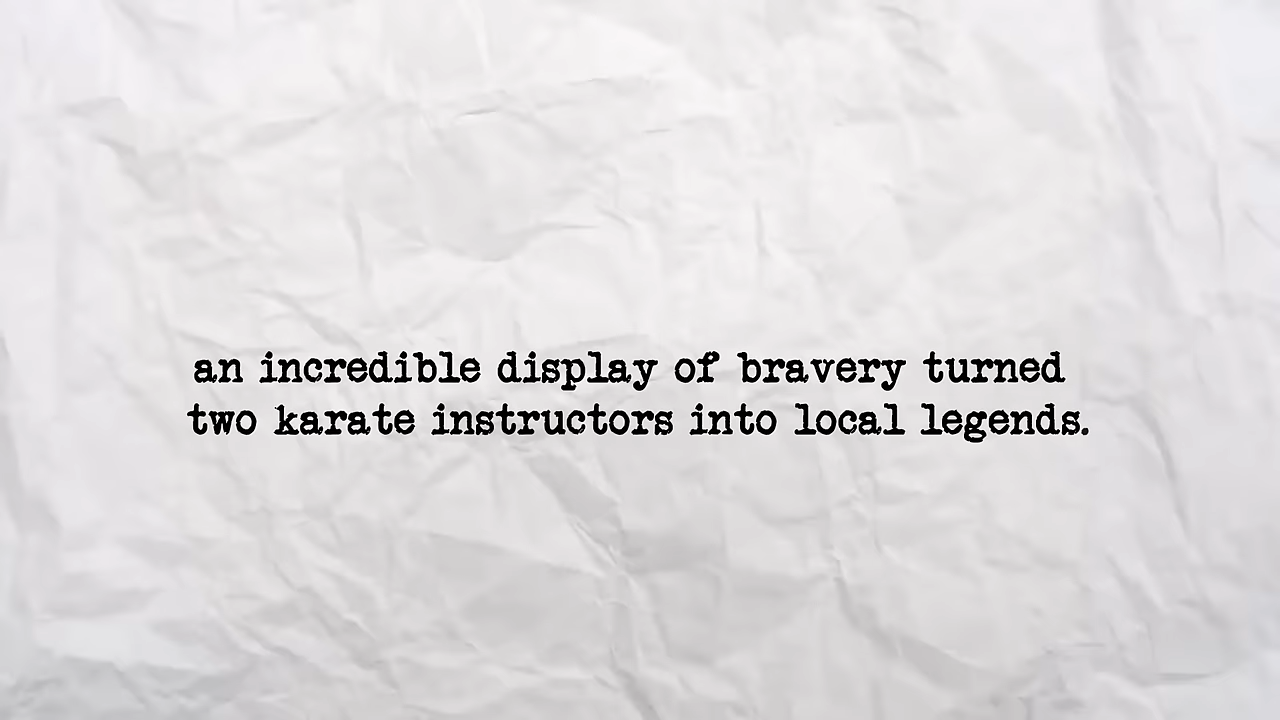 an incredible display of bravery turned
two karate instructors into local legends.